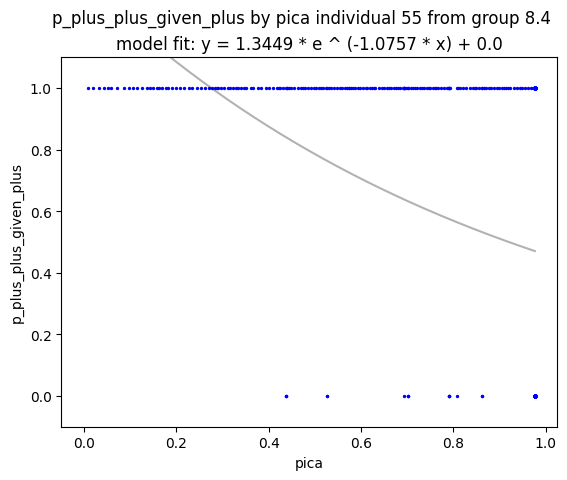 p_plus_plus_given_plus by pica individual 55 from group 8.4
model fit: y = 1.3449 * e ^ (-1.0757 * x) + 0.0
p_plus_plus_given_plus
1.0
0.8
0.6
0.4
0.2
0.0
0.0 0.2 0.4 0.6 0.8 1.0
pica